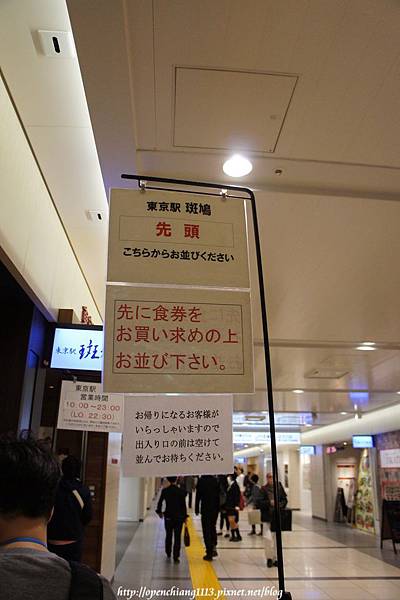 東京駅 斑鳩
先頭
こちらからお並びください
先に食券を
お買い求めの上
お並び下さい。
東京駅 斑
東京駅
営業時間
10:00～23:00
(LO 22:30)
お帰りになるお客様が
いらっしゃいますので
出入り口の前は空けて
並んでお待ちください。
http://openchiang1113.pixnet.net/blog